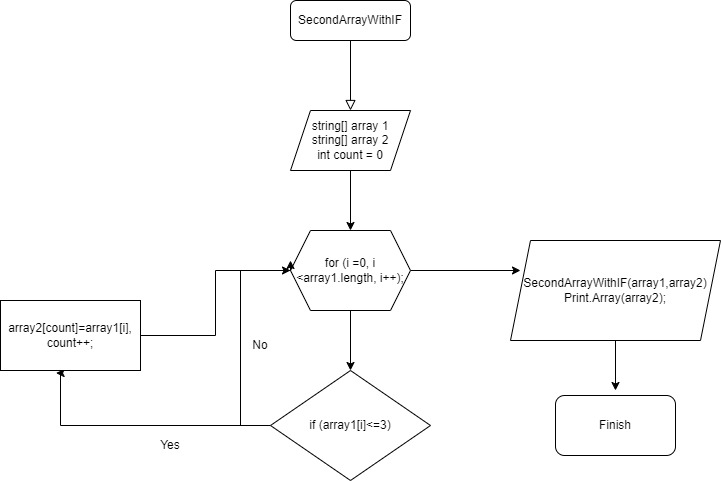 SecondArrayWithIF
string[] array 1
string[] array 2
int count = 0
for (i =0, i
<array1.length, i++);
SecondArrayWithIF(array1,array2)
Print.Array(array2);
array2[count]=array1[i],
count++;
No
if (array1[i]<=3)
Yes
Finish